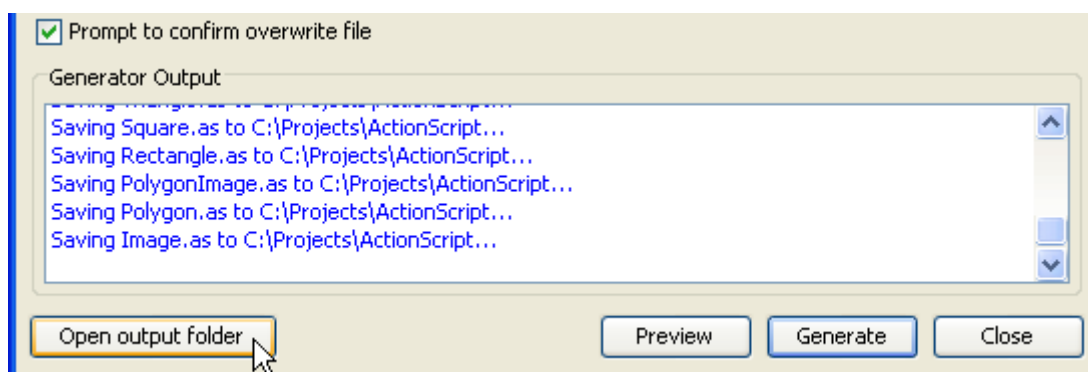 Prompt to confirm overwrite file
Generator Output
Saving Square.as to C:\Projects\ActionScript...
Saving Rectangle.as to C:\Projects\ActionScript...
Saving PolygonImage.as to C:\Projects\ActionScript...
Saving Polygon.as to C:\Projects\ActionScript...
Saving Image.as to C:\Projects\ActionScript...
Open output folder Preview Generate Close